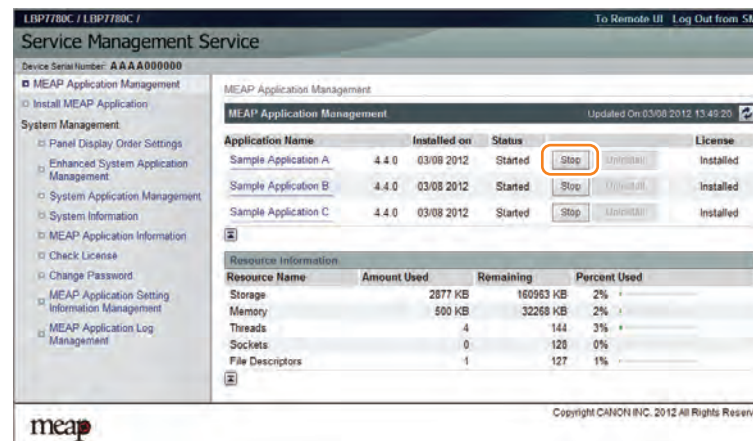 LBP7780C / LBP7780C /
To Remote UI Log Out from SM
Service Management Service
Device Serial Number: AAAA000000
MEAP Application Management
Install MEAP Application
System Management
Panel Display Order Settings
Enhanced System Application
Management
System Application Management
System Information
MEAP Application Information
Check License
Change Password
MEAP Application Setting
Information Management
MEAP Application Log
Management
MEAP Application Management
MEAP Application Management Updated On:03/08 2012 13:49:20
Application Name Installed on Status License
Sample Application A 4.4.0 03/08 2012 Started Stop Uninstall Installed
Sample Application B 4.4.0 03/08 2012 Started Stop Uninstall Installed
Sample Application C 4.4.0 03/08 2012 Started Stop Uninstall Installed
Resource Information
Resource Name Amount Used Remaining Percent Used
Storage 2877 KB 160963 KB 2%
Memory 500 KB 32268 KB 2%
Threads 4 144 3%
Sockets 0 128 0%
File Descriptors 1 127 1%
Copyright CANON INC. 2012 All Rights Reserv
meap